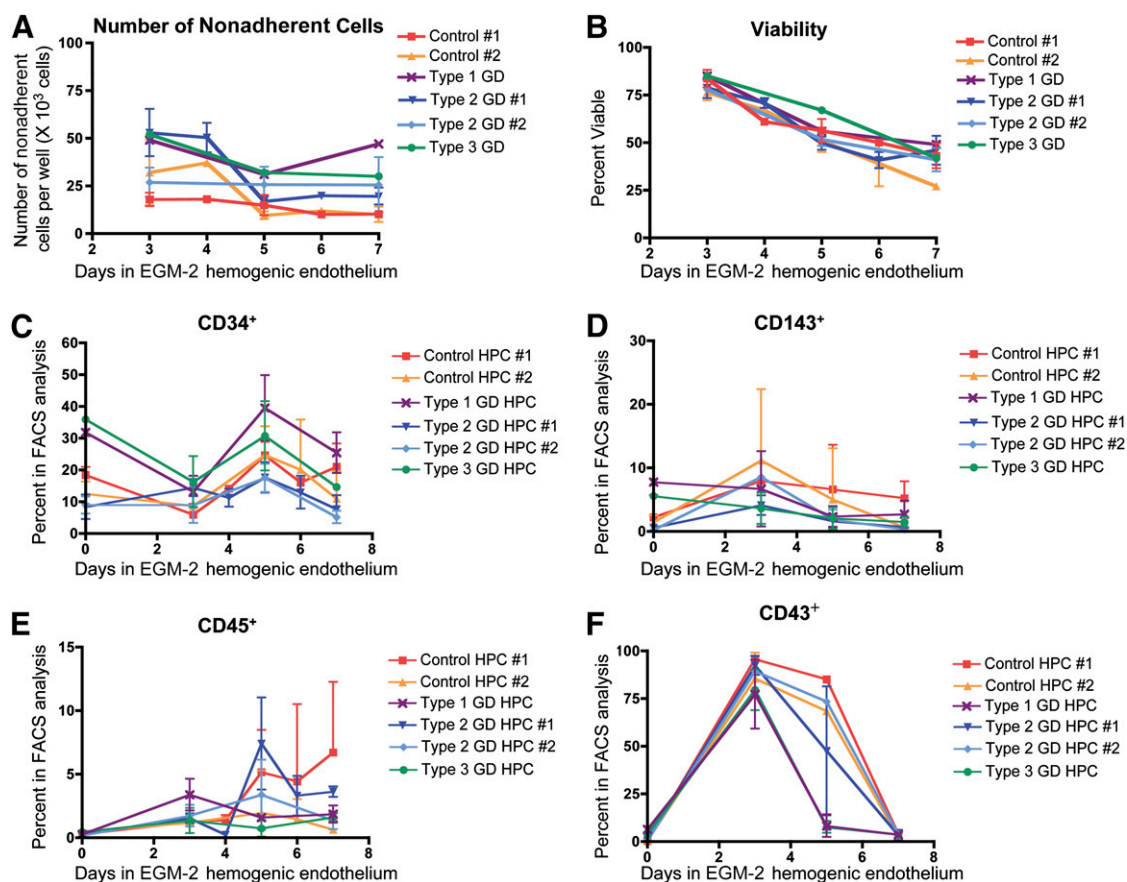 A
Number of Nonadherent Cells
Number of nonadherent
cells per well (X 10³ cells)
100
75
50
25
0
2
3
4
5
6
7
Days in EGM-2 hemogenic endothelium
Control #1
Control #2
Type 1 GD
Type 2 GD #1
Type 2 GD #2
Type 3 GD
B
Viability
Percent Viable
100
75
50
25
0
2
3
4
5
6
7
Days in EGM-2 hemogenic endothelium
Control #1
Control #2
Type 1 GD
Type 2 GD #1
Type 2 GD #2
Type 3 GD
C
CD34⁺
Percent in FACS analysis
60
50
40
30
20
10
0
0
2
4
6
8
Days in EGM-2 hemogenic endothelium
Control HPC #1
Control HPC #2
Type 1 GD HPC
Type 2 GD HPC #1
Type 2 GD HPC #2
Type 3 GD HPC
D
CD143⁺
Percent in FACS analysis
30
20
10
0
0
2
4
6
8
Days in EGM-2 hemogenic endothelium
Control HPC #1
Control HPC #2
Type 1 GD HPC
Type 2 GD HPC #1
Type 2 GD HPC #2
Type 3 GD HPC
E
CD45⁺
Percent in FACS analysis
15
10
5
0
0
2
4
6
8
Days in EGM-2 hemogenic endothelium
Control HPC #1
Control HPC #2
Type 1 GD HPC
Type 2 GD HPC #1
Type 2 GD HPC #2
Type 3 GD HPC
F
CD43⁺
Percent in FACS analysis
100
75
50
25
0
0
2
4
6
8
Days in EGM-2 hemogenic endothelium
Control HPC #1
Control HPC #2
Type 1 GD HPC
Type 2 GD HPC #1
Type 2 GD HPC #2
Type 3 GD HPC